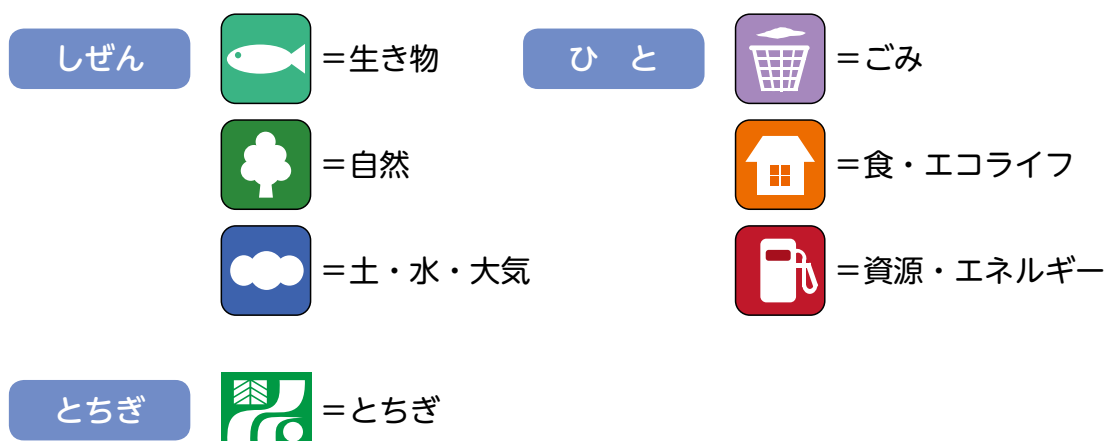 しぜん
＝生き物
＝自然
＝土・水・大気
ひ　と
＝ごみ
＝食・エコライフ
＝資源・エネルギー
とちぎ
＝とちぎ